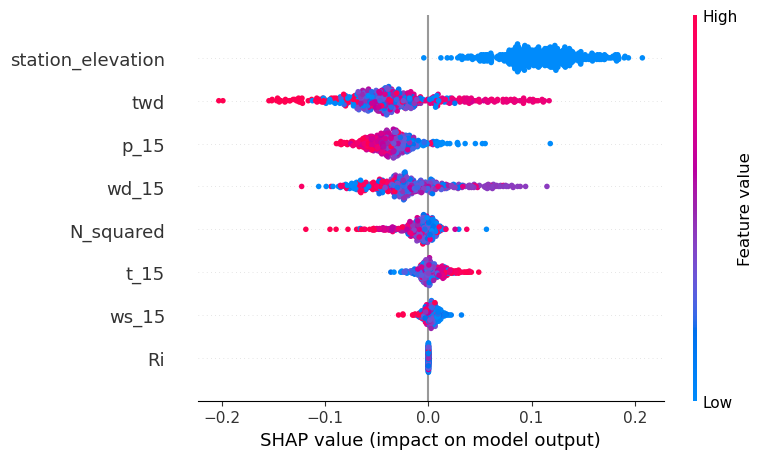 High
station_elevation
twd
p_15
wd_15
N_squared
t_15
ws_15
Ri
Feature value
Low
−0.2 −0.1 0.0 0.1 0.2
SHAP value (impact on model output)